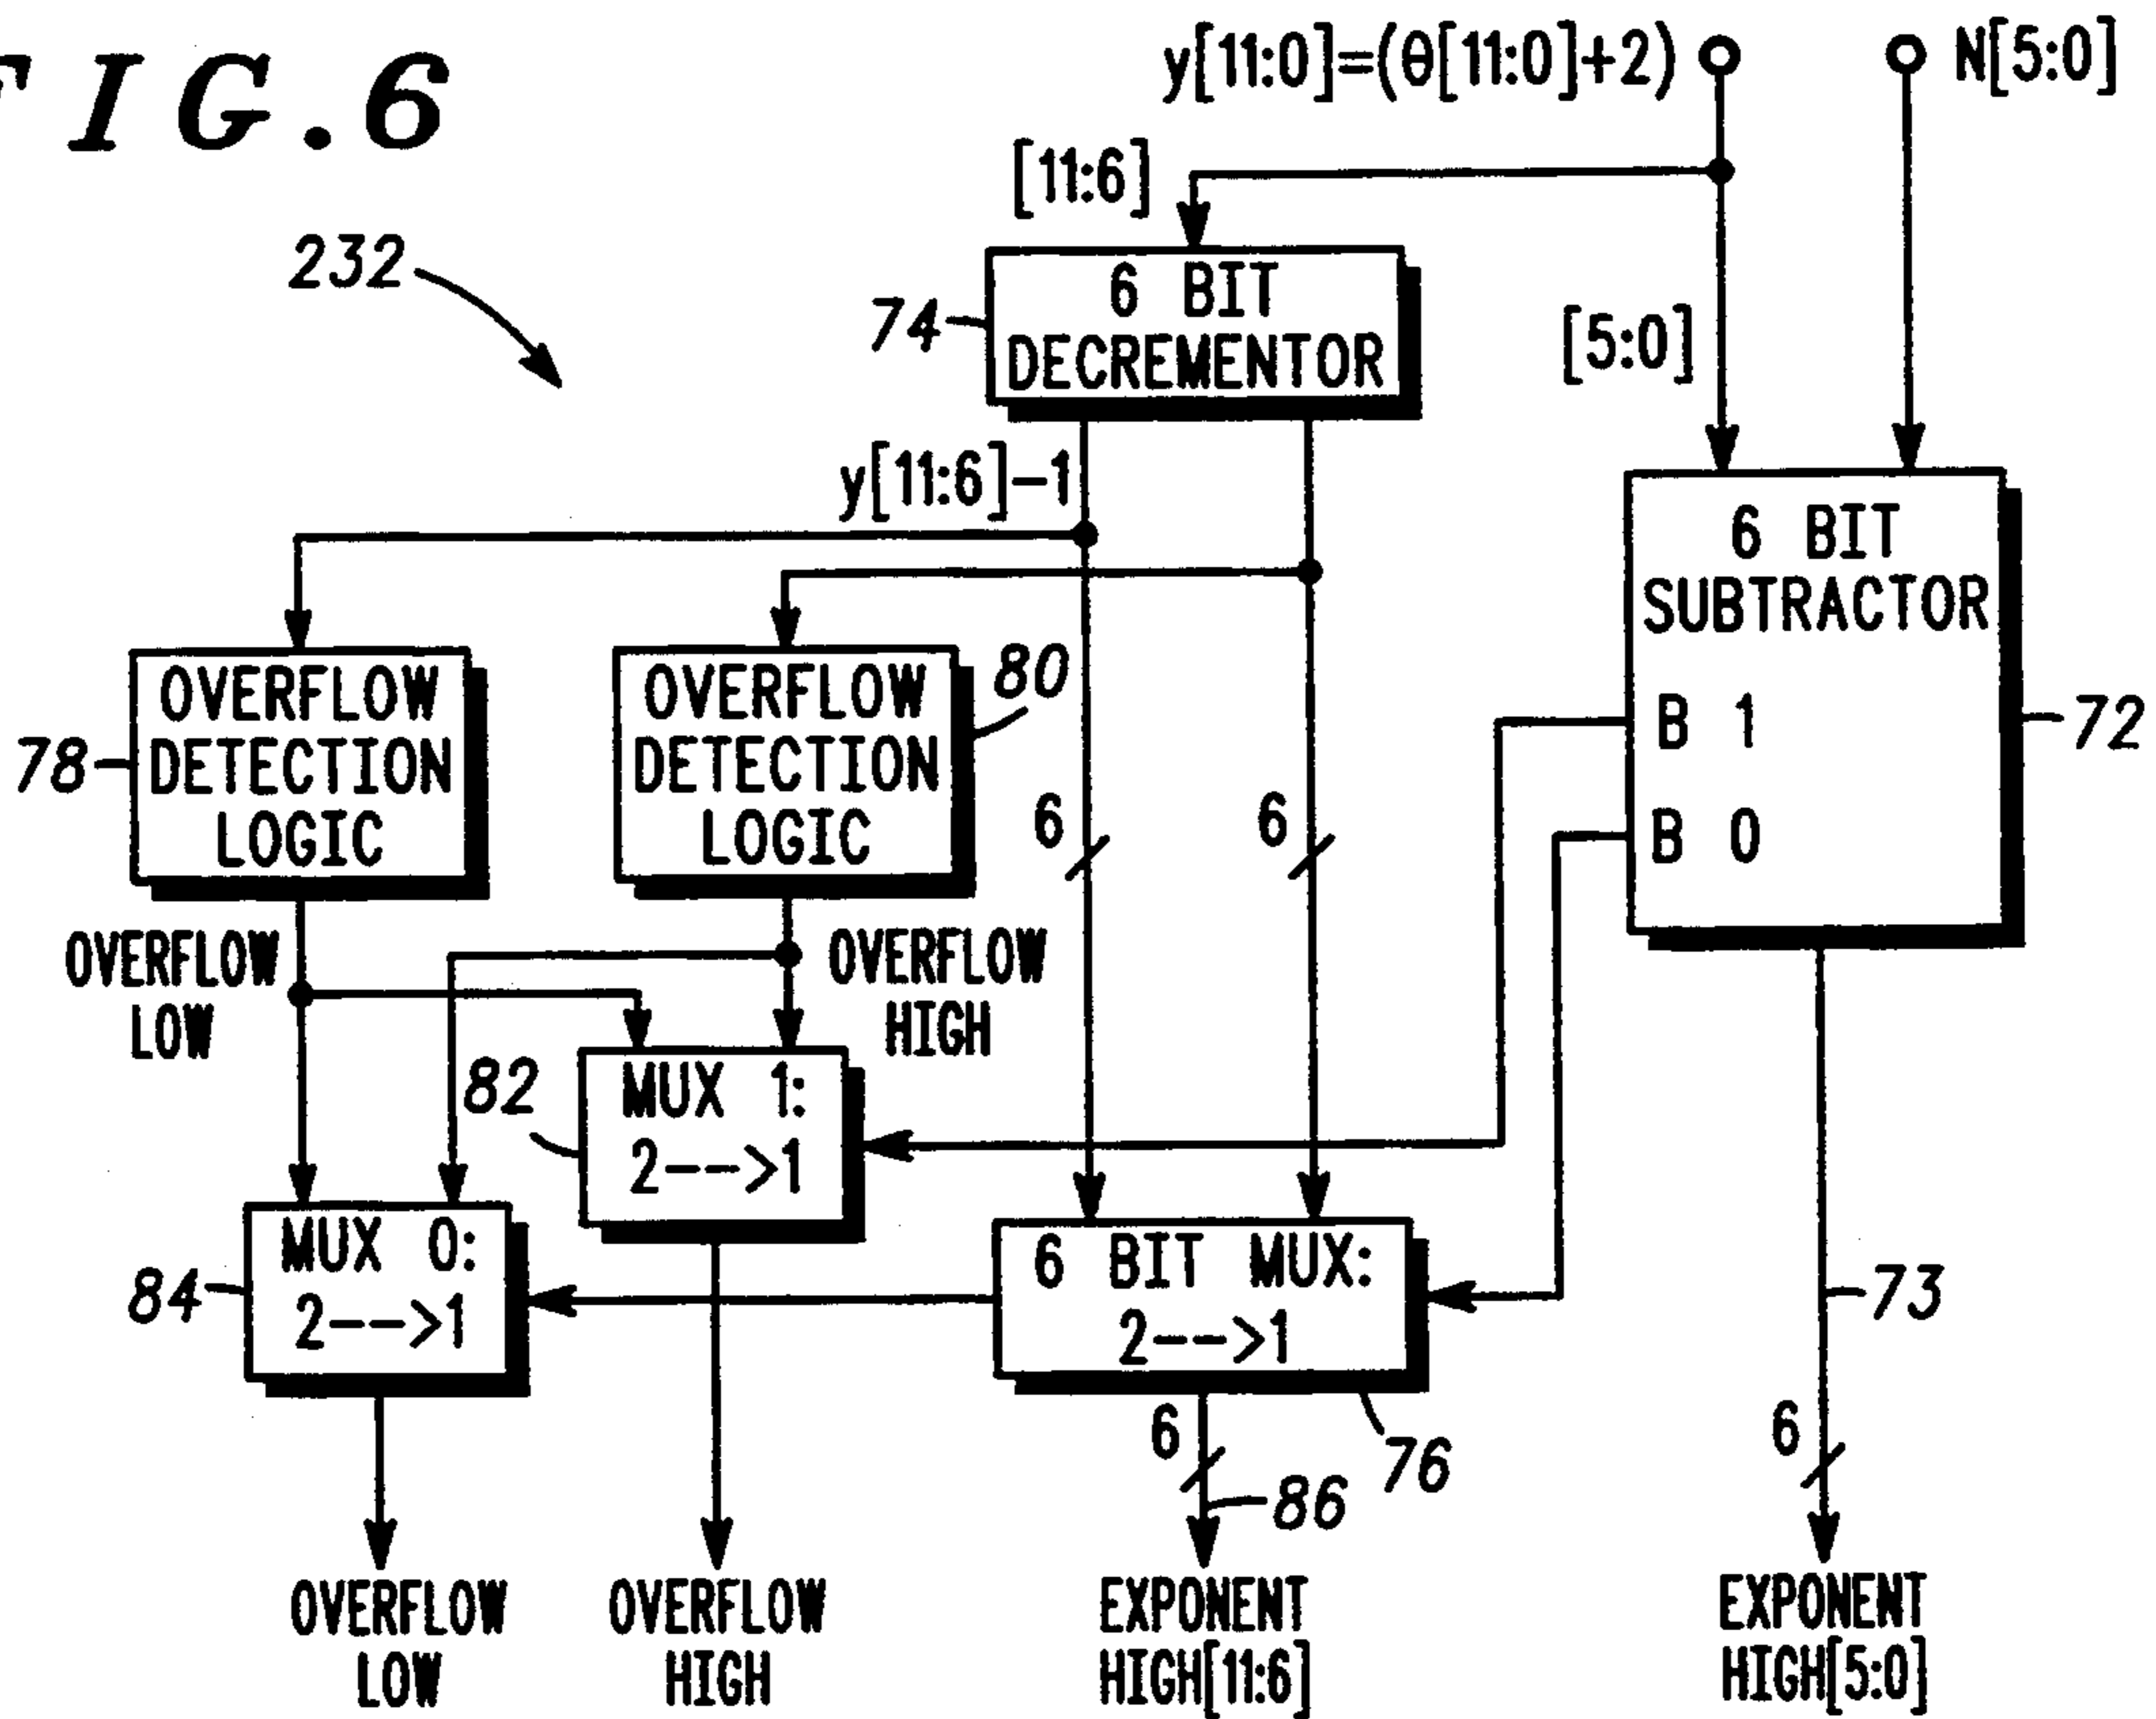 FIG.6
y[11:0]=(θ[11:0]+2)
N[5:0]
[11:6]
232
6 BIT
DECREMENTOR
74
[5:0]
y[11:6]-1
6 BIT
SUBTRACTOR
B 1
B 0
72
OVERFLOW
DETECTION
LOGIC
78
OVERFLOW
DETECTION
LOGIC
80
6
6
OVERFLOW
LOW
OVERFLOW
HIGH
82
MUX 1:
2-->1
84
MUX 0:
2-->1
6 BIT MUX:
2-->1
73
6
86
76
6
OVERFLOW
LOW
OVERFLOW
HIGH
EXPONENT
HIGH[11:6]
EXPONENT
HIGH[5:0]